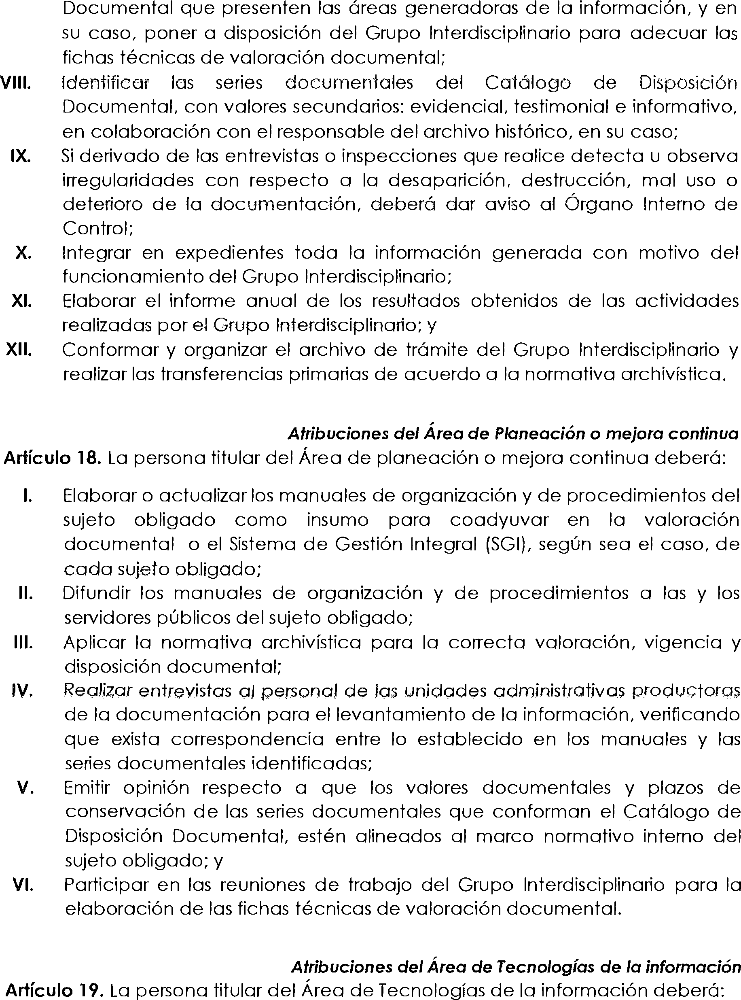 Documental que presenten las áreas generadoras de la información, y en
su caso, poner a disposición del Grupo Interdisciplinario para adecuar las
fichas técnicas de valoración documental;
VIII. Identificar las series documentales del Catálogo de Disposición
Documental, con valores secundarios: evidencial, testimonial e informativo,
en colaboración con el responsable del archivo histórico, en su caso;
IX. Si derivado de las entrevistas o inspecciones que realice detecta u observa
irregularidades con respecto a la desaparición, destrucción, mal uso o
deterioro de la documentación, deberá dar aviso al Órgano Interno de
Control;
X. Integrar en expedientes toda la información generada con motivo del
funcionamiento del Grupo Interdisciplinario;
XI. Elaborar el informe anual de los resultados obtenidos de las actividades
realizadas por el Grupo Interdisciplinario; y
XII. Conformar y organizar el archivo de trámite del Grupo Interdisciplinario y
realizar las transferencias primarias de acuerdo a la normativa archivística.
Atribuciones del Área de Planeación o mejora continua
Artículo 18. La persona titular del Área de planeación o mejora continua deberá:
I. Elaborar o actualizar los manuales de organización y de procedimientos del
sujeto obligado como insumo para coadyuvar en la valoración
documental o el Sistema de Gestión Integral (SGI), según sea el caso, de
cada sujeto obligado;
II. Difundir los manuales de organización y de procedimientos a las y los
servidores públicos del sujeto obligado;
III. Aplicar la normativa archivística para la correcta valoración, vigencia y
disposición documental;
IV. Realizar entrevistas al personal de las unidades administrativas productoras
de la documentación para el levantamiento de la información, verificando
que exista correspondencia entre lo establecido en los manuales y las
series documentales identificadas;
V. Emitir opinión respecto a que los valores documentales y plazos de
conservación de las series documentales que conforman el Catálogo de
Disposición Documental, estén alineados al marco normativo interno del
sujeto obligado; y
VI. Participar en las reuniones de trabajo del Grupo Interdisciplinario para la
elaboración de las fichas técnicas de valoración documental.
Atribuciones del Área de Tecnologías de la información
Artículo 19. La persona titular del Área de Tecnologías de la información deberá: